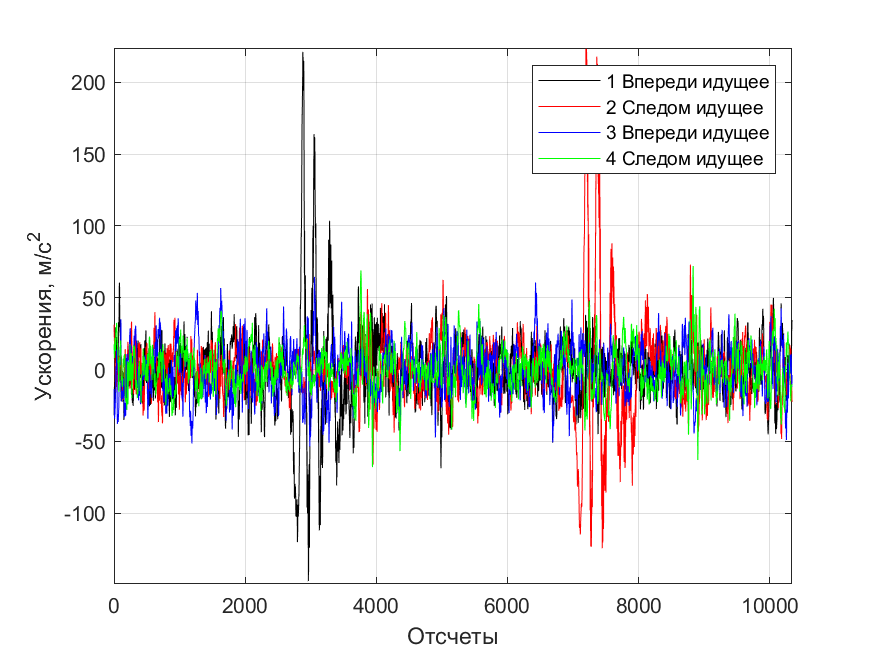 200
150
100
50
0
-50
-100
0 2000 4000 6000 8000 10000
Ускорения, м/с²
Отсчеты
1 Впереди идущее
2 Следом идущее
3 Впереди идущее
4 Следом идущее